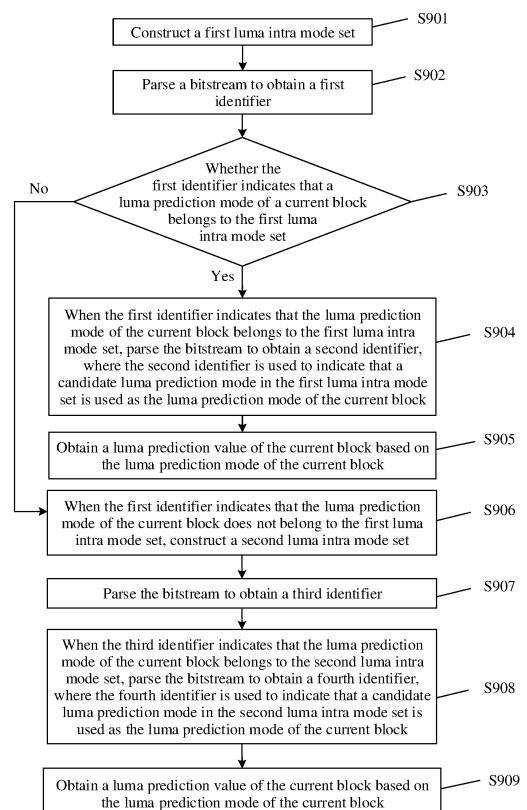 Construct a first luma intra mode set
S901
Parse a bitstream to obtain a first
identifier
S902
Whether the
first identifier indicates that a
luma prediction mode of a current block
belongs to the first luma
intra mode set
S903
No
Yes
When the first identifier indicates that the luma prediction
mode of the current block belongs to the first luma intra
mode set, parse the bitstream to obtain a second identifier,
where the second identifier is used to indicate that a
candidate luma prediction mode in the first luma intra mode
set is used as the luma prediction mode of the current block
S904
Obtain a luma prediction value of the current block based on
the luma prediction mode of the current block
S905
When the first identifier indicates that the luma prediction
mode of the current block does not belong to the first luma
intra mode set, construct a second luma intra mode set
S906
Parse the bitstream to obtain a third identifier
S907
When the third identifier indicates that the luma prediction
mode of the current block belongs to the second luma intra
mode set, parse the bitstream to obtain a fourth identifier,
where the fourth identifier is used to indicate that a candidate
luma prediction mode in the second luma intra mode set is
used as the luma prediction mode of the current block
S908
Obtain a luma prediction value of the current block based on
the luma prediction mode of the current block
S909